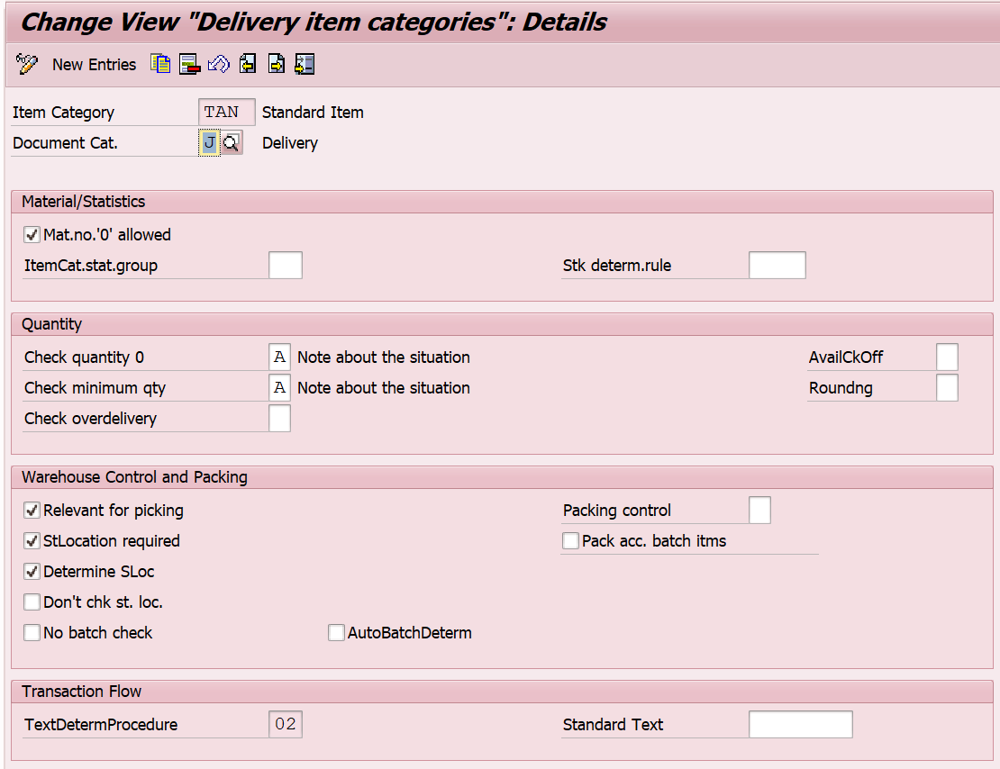 Change View "Delivery item categories": Details
New Entries
Item Category TAN Standard Item
Document Cat. J Delivery
Material/Statistics
Mat.no.'0' allowed
ItemCat.stat.group Stk determ.rule
Quantity
Check quantity 0 A Note about the situation AvailCkOff
Check minimum qty A Note about the situation Roundng
Check overdelivery
Warehouse Control and Packing
Relevant for picking Packing control
StLocation required Pack acc. batch itms
Determine SLoc
Don't chk st. loc.
No batch check AutoBatchDeterm
Transaction Flow
TextDetermProcedure 02 Standard Text